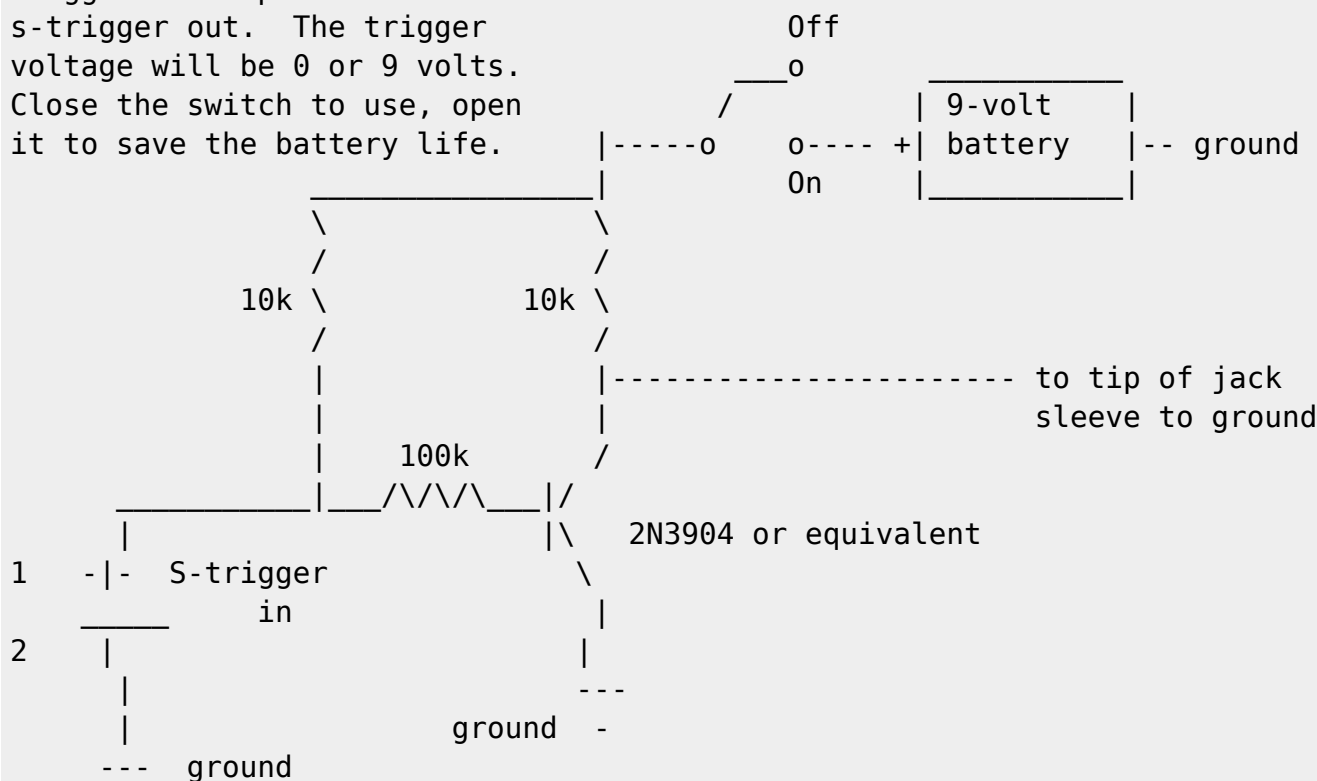 s-trigger out. The trigger Off
voltage will be 0 or 9 volts.
Close the switch to use, open 9-volt
it to save the battery life. + battery ground
On
10k 10k
to tip of jack
sleeve to ground
100k
2N3904 or equivalent
1 S-trigger
in
2
ground
ground